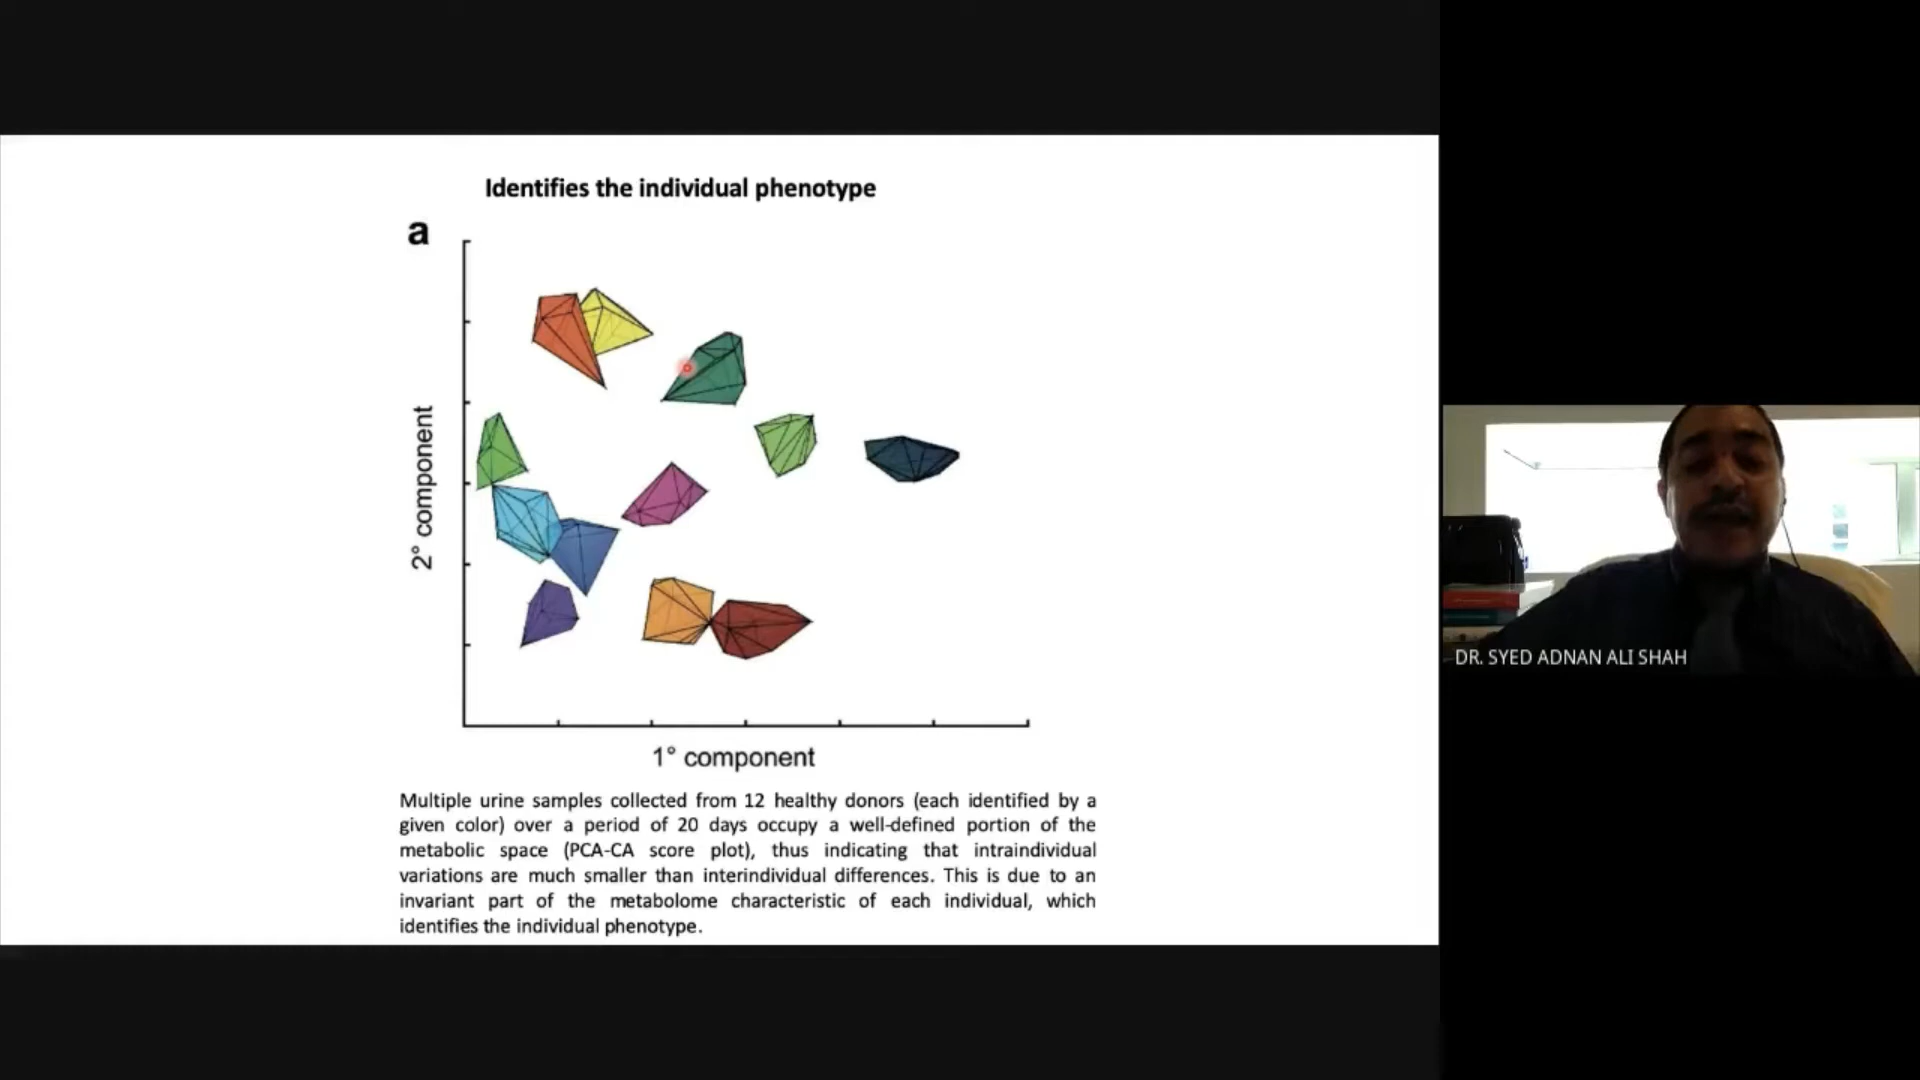 Identifies the individual phenotype
a
2° component
1° component
Multiple urine samples collected from 12 healthy donors (each identified by a
given color) over a period of 20 days occupy a well-defined portion of the
metabolic space (PCA-CA score plot), thus indicating that intraindividual
variations are much smaller than interindividual differences. This is due to an
invariant part of the metabolome characteristic of each individual, which
identifies the individual phenotype.
DR. SYED ADNAN ALI SHAH